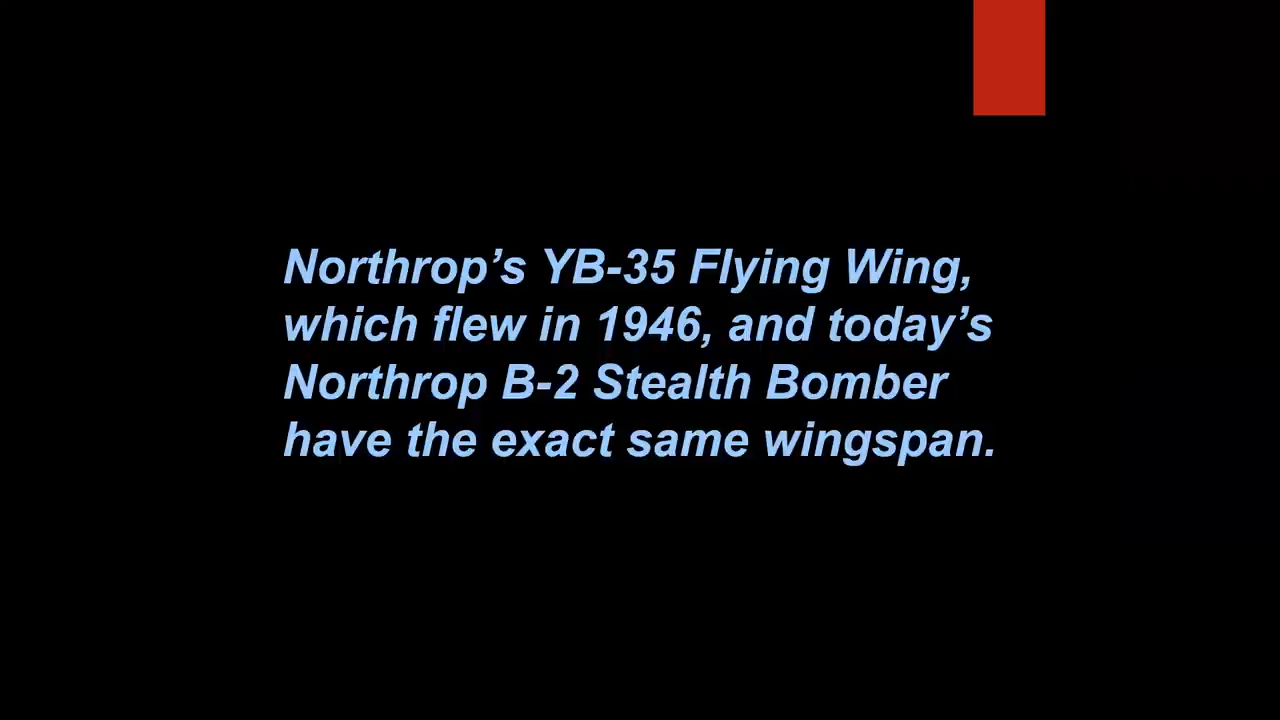 Northrop’s YB-35 Flying Wing,
which flew in 1946, and today’s
Northrop B-2 Stealth Bomber
have the exact same wingspan.